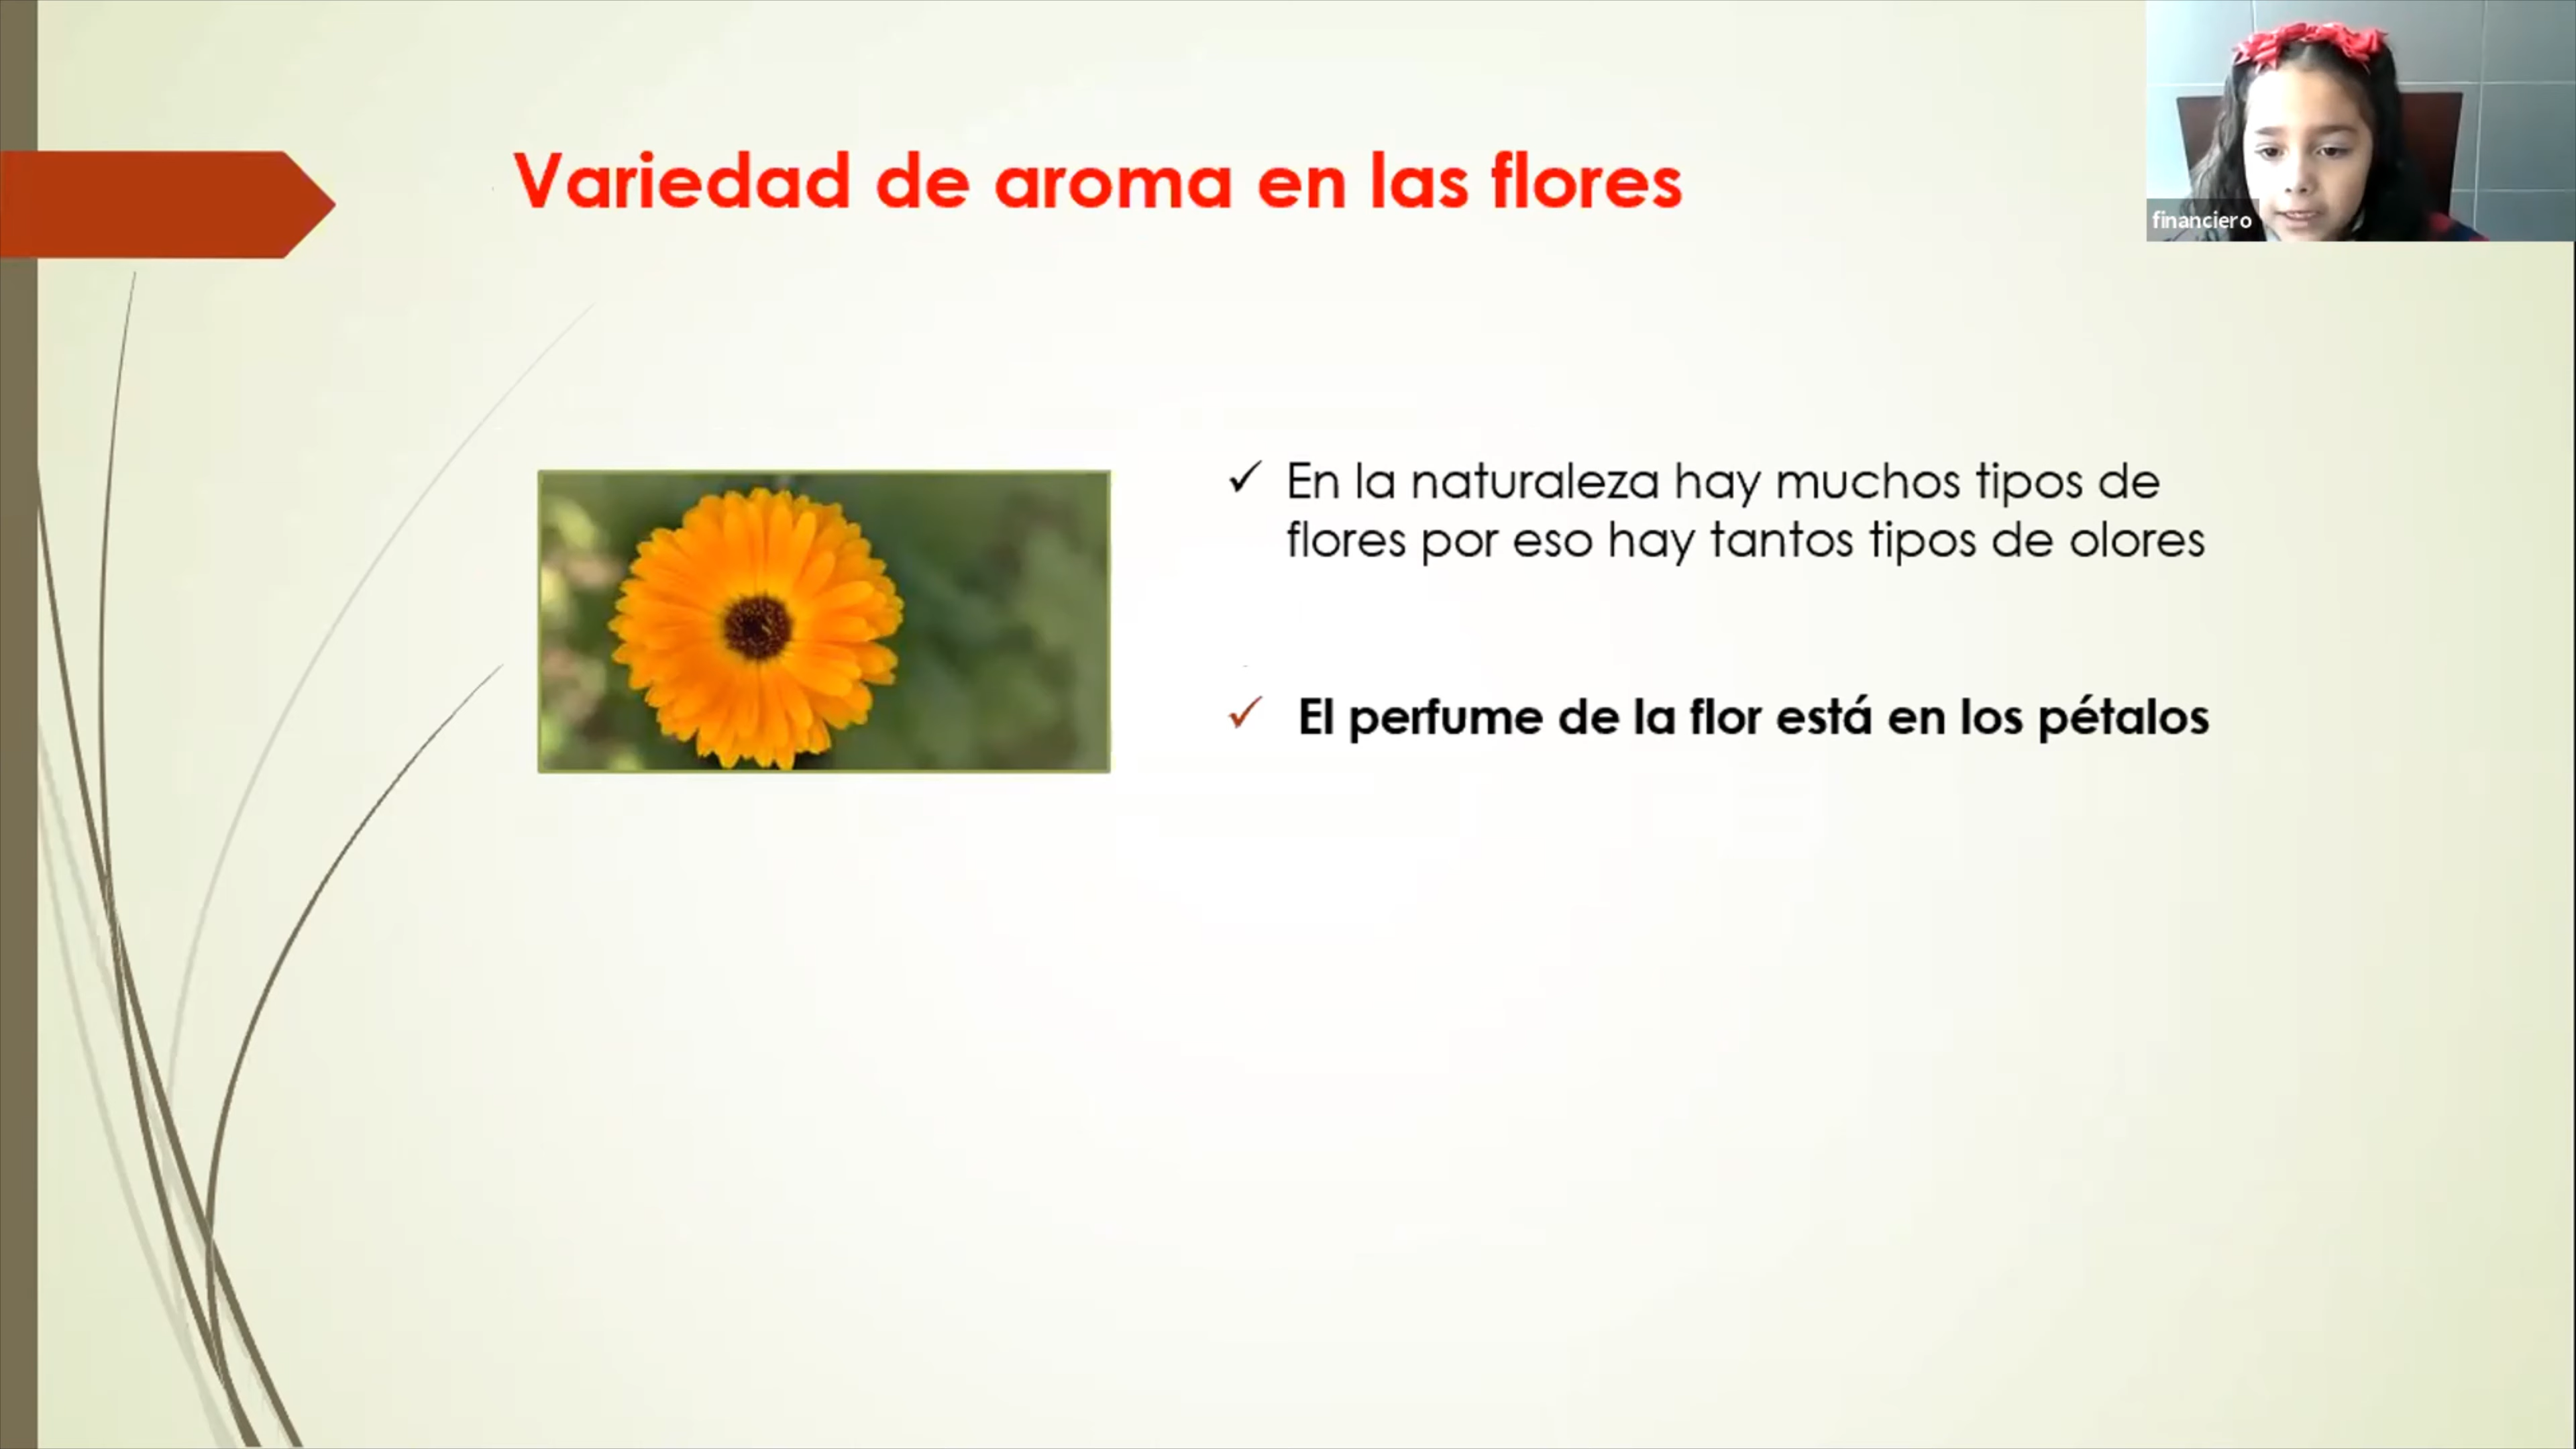 Variedad de aroma en las flores
financiero
✓ En la naturaleza hay muchos tipos de
flores por eso hay tantos tipos de olores
✓ El perfume de la flor está en los pétalos